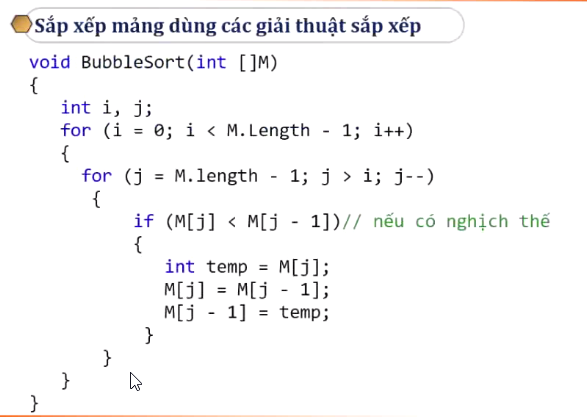 Sắp xếp mảng dùng các giải thuật sắp xếp
void BubbleSort(int []M)
{
int i, j;
for (i = 0; i < M.Length - 1; i++)
{
for (j = M.length - 1; j > i; j--)
{
if (M[j] < M[j - 1])// nếu có nghịch thế
{
int temp = M[j];
M[j] = M[j - 1];
M[j - 1] = temp;
}
}
}
}